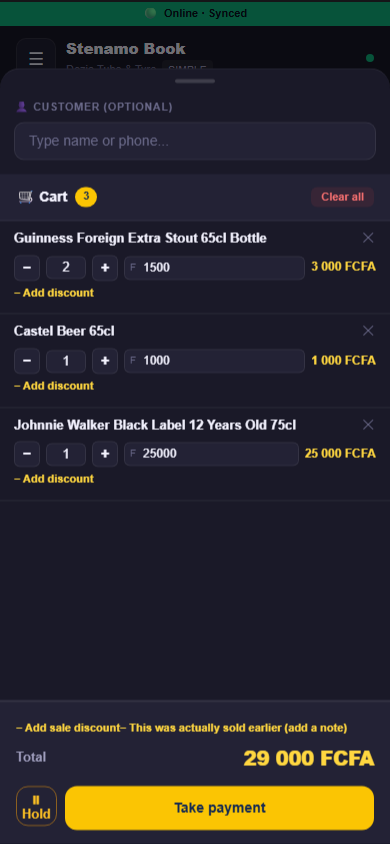 Online · Synced
Stenamo Book
SIMPLE
CUSTOMER (OPTIONAL)
Type name or phone...
Cart 3 Clear all
Guinness Foreign Extra Stout 65cl Bottle ×
− 2 + F 1500 3 000 FCFA
− Add discount
Castel Beer 65cl ×
− 1 + F 1000 1 000 FCFA
− Add discount
Johnnie Walker Black Label 12 Years Old 75cl ×
− 1 + F 25000 25 000 FCFA
− Add discount
− Add sale discount− This was actually sold earlier (add a note)
Total 29 000 FCFA
Hold Take payment